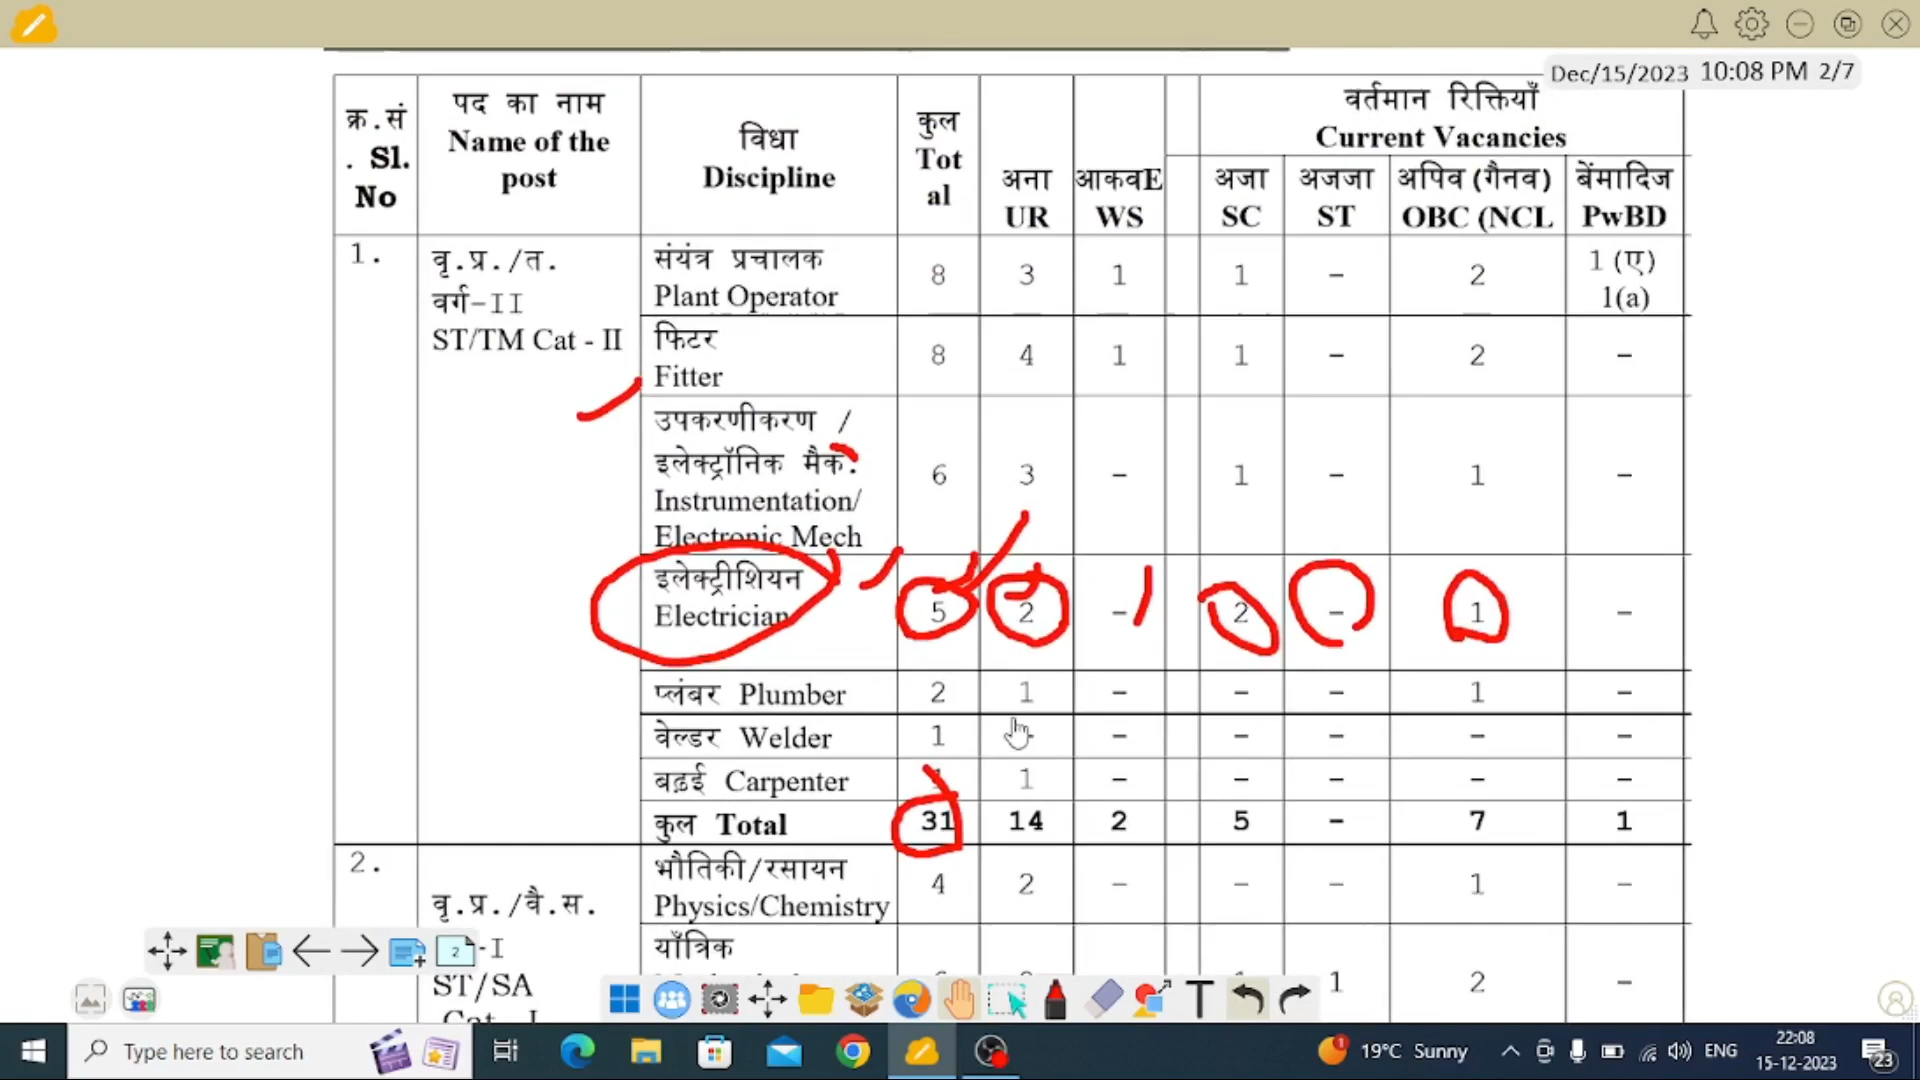 Dec/15/2023 10:08 PM 2/7
क्र.सं
. Sl.
No
पद का नाम
Name of the
post
विधा
Discipline
कुल
Tot
al
अना
UR
आकवE
WS
वर्तमान रिक्तियाँ
Current Vacancies
अजा
SC
अजजा
ST
अपिव (गैनव)
OBC (NCL
बेंमादिज
PwBD
1.
वृ.प्र./त.
वर्ग-II
ST/TM Cat - II
संयंत्र प्रचालक
Plant Operator
8 3 1 1 - 2
1 (ए)
1(a)
फिटर
Fitter
8 4 1 1 - 2 -
उपकरणीकरण /
इलेक्ट्रॉनिक मैक.
Instrumentation/
Electronic Mech
6 3 - 1 - 1 -
इलेक्ट्रीशियन
Electrician
5 2 - 2 - 1 -
प्लंबर Plumber 2 1 - - - 1 -
वेल्डर Welder 1 - - - - -
बढ़ई Carpenter 1 1 - - - - -
कुल Total 31 14 2 5 - 7 1
2.
वृ.प्र./वै.स.
-I
ST/SA
Cat - I
भौतिकी/रसायन
Physics/Chemistry
4 2 - - - 1 -
याँत्रिक
1 2 -
2
Type here to search
19°C Sunny
ENG
22:08
15-12-2023
23